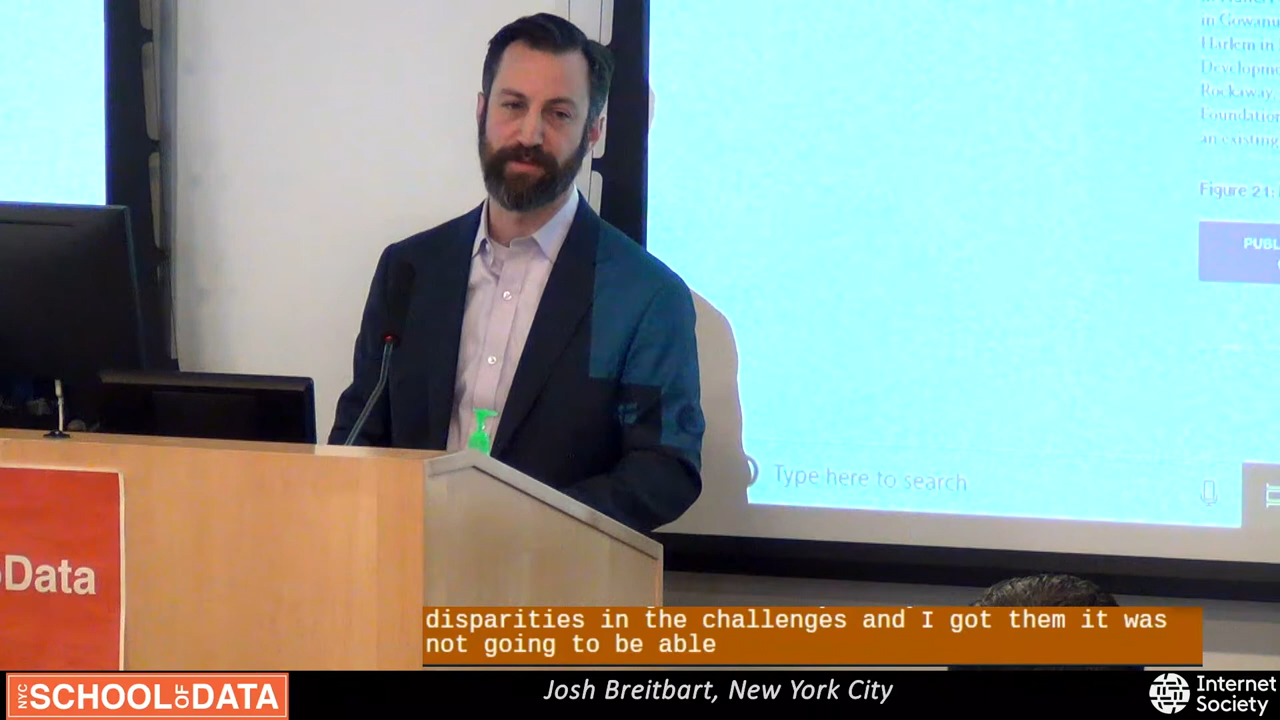 in Gowanu
Harlem in
Developme
Rockaway,
Foundation
an existing
Figure 21:
PUBL
Type here to search
Data
disparities in the challenges and I got them it was
not going to be able
NYC SCHOOL OF DATA
Josh Breitbart, New York City
Internet
Society